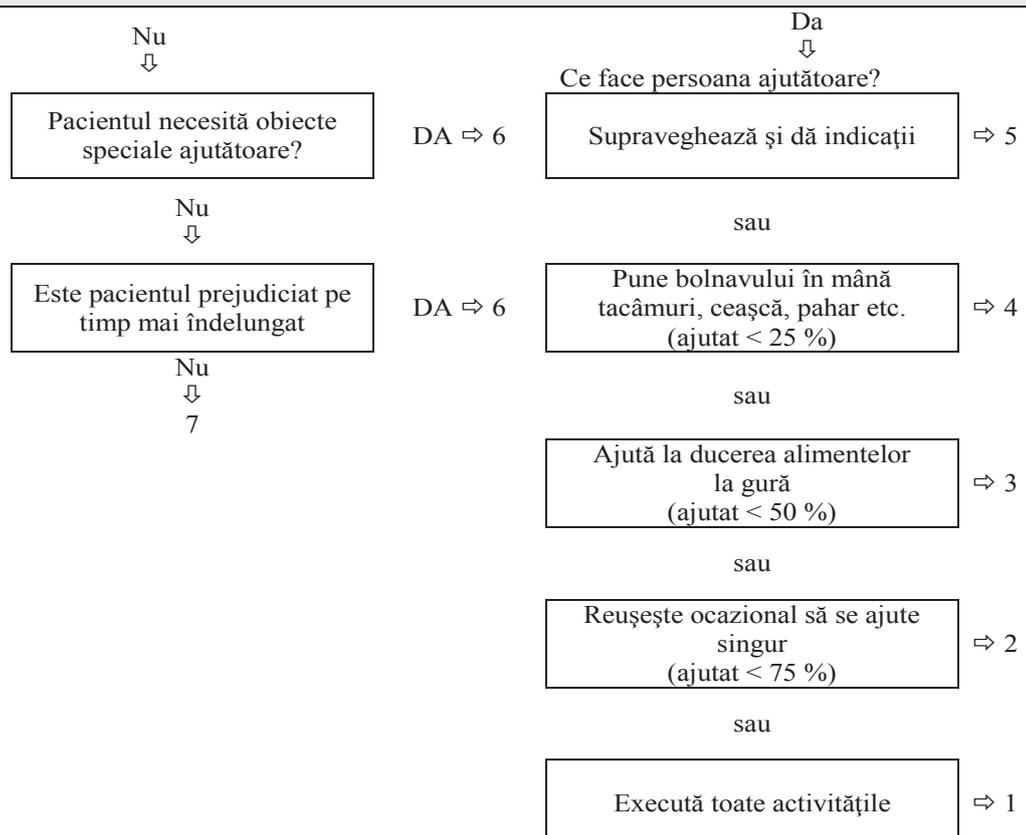 Nu
⇩
Da
⇩
Ce face persoana ajutătoare?
Pacientul necesită obiecte
speciale ajutătoare?
DA ⇨ 6
Supraveghează şi dă indicaţii
⇨ 5
Nu
⇩
sau
Este pacientul prejudiciat pe
timp mai îndelungat
DA ⇨ 6
Pune bolnavului în mână
tacâmuri, ceaşcă, pahar etc.
(ajutat < 25 %)
⇨ 4
Nu
⇩
7
sau
Ajută la ducerea alimentelor
la gură
(ajutat < 50 %)
⇨ 3
sau
Reuşeşte ocazional să se ajute
singur
(ajutat < 75 %)
⇨ 2
sau
Execută toate activităţile
⇨ 1